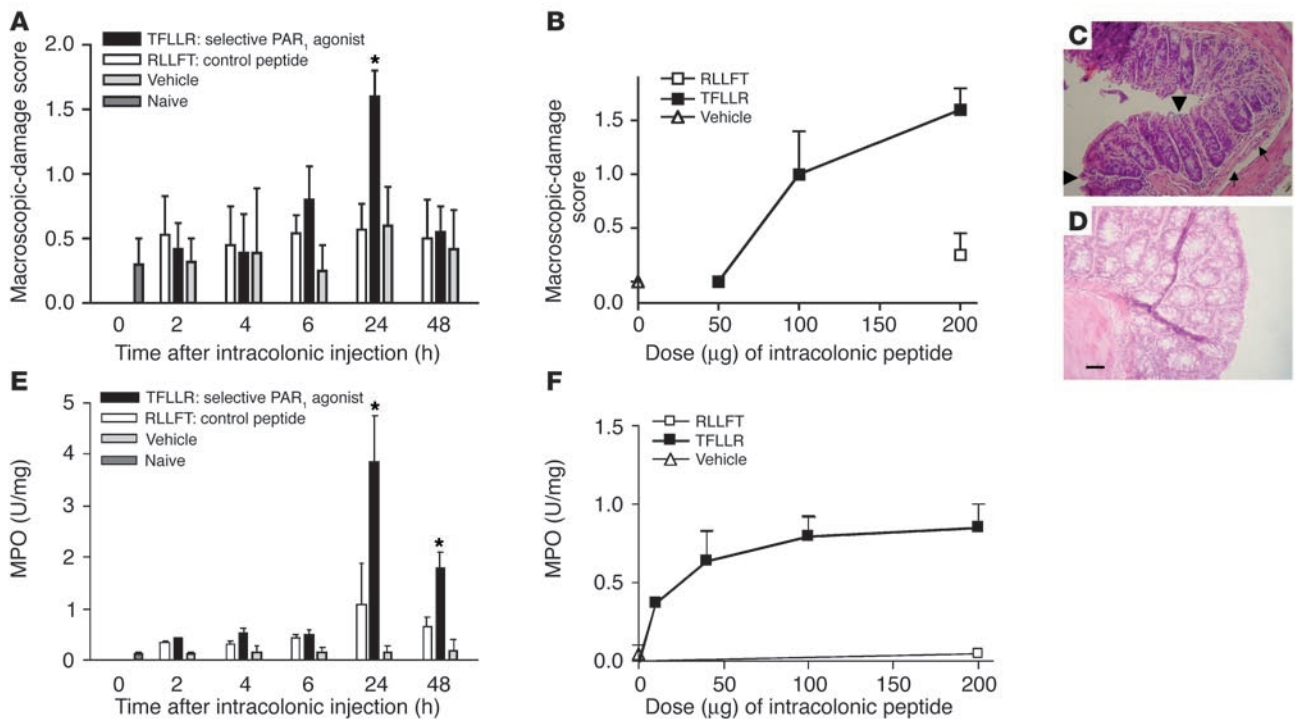 A
TFLLR: selective PAR1 agonist
RLLFT: control peptide
Vehicle
Naive
*
Macroscopic-damage score
2.0
1.5
1.0
0.5
0.0
0 2 4 6 24 48
Time after intracolonic injection (h)
B
RLLFT
TFLLR
Vehicle
Macroscopic-damage
score
1.5
1.0
0.5
0.0
0 50 100 150 200
Dose (μg) of intracolonic peptide
C
D
E
TFLLR: selective PAR1 agonist
RLLFT: control peptide
Vehicle
Naive
*
*
MPO (U/mg)
5
4
3
2
1
0
0 2 4 6 24 48
Time after intracolonic injection (h)
F
RLLFT
TFLLR
Vehicle
MPO (U/mg)
1.5
1.0
0.5
0.0
0 50 100 150 200
Dose (μg) of intracolonic peptide